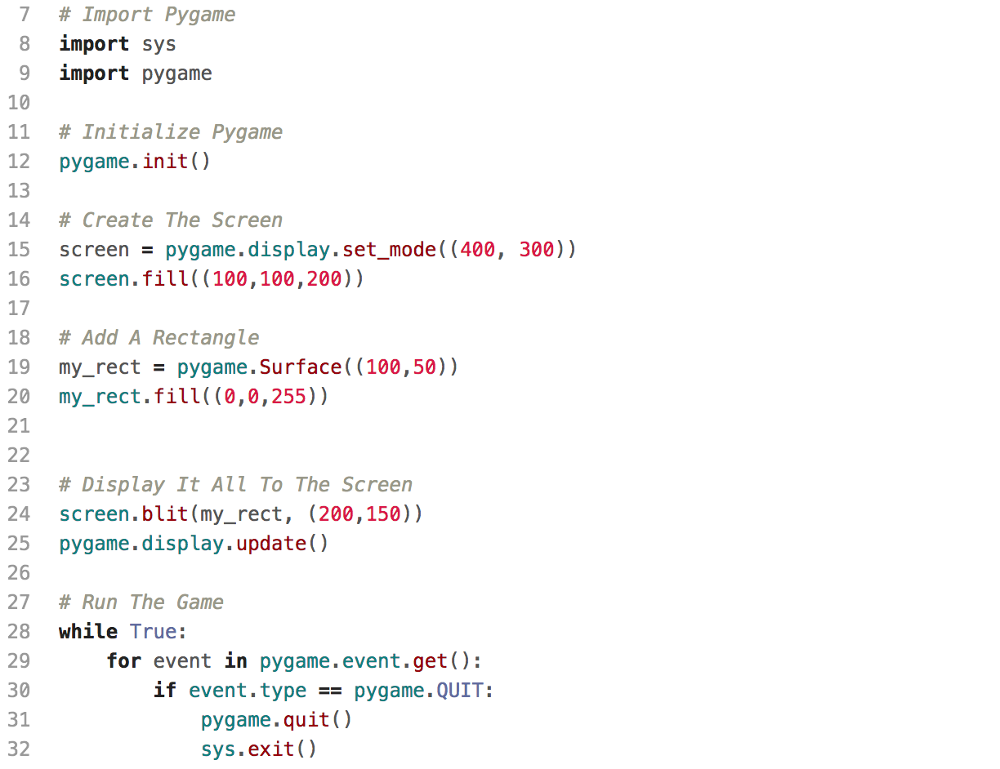 7 # Import Pygame
8 import sys
9 import pygame
10
11 # Initialize Pygame
12 pygame.init()
13
14 # Create The Screen
15 screen = pygame.display.set_mode((400, 300))
16 screen.fill((100,100,200))
17
18 # Add A Rectangle
19 my_rect = pygame.Surface((100,50))
20 my_rect.fill((0,0,255))
21
22
23 # Display It All To The Screen
24 screen.blit(my_rect, (200,150))
25 pygame.display.update()
26
27 # Run The Game
28 while True:
29     for event in pygame.event.get():
30         if event.type == pygame.QUIT:
31             pygame.quit()
32             sys.exit()